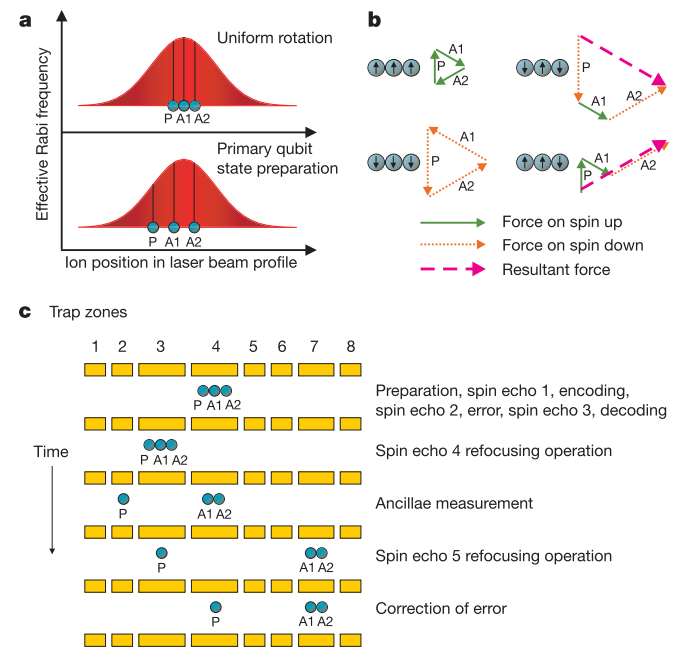 a
Effective Rabi frequency
Uniform rotation
P A1 A2
Primary qubit
state preparation
P A1 A2
Ion position in laser beam profile
b
A1
P
A2
P
A1
A2
A1
P
A2
A1
P
A2
Force on spin up
Force on spin down
Resultant force
c Trap zones
1 2 3 4 5 6 7 8
Time
P A1 A2
Preparation, spin echo 1, encoding,
spin echo 2, error, spin echo 3, decoding
P A1 A2
Spin echo 4 refocusing operation
P A1 A2
Ancillae measurement
P A1 A2
Spin echo 5 refocusing operation
P A1 A2
Correction of error